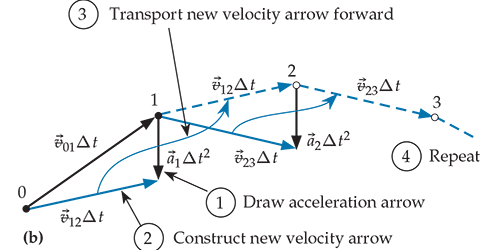 3 Transport new velocity arrow forward
v⃗₁₂Δt
2
v⃗₂₃Δt
1
3
v⃗₀₁Δt
a⃗₁Δt²
v⃗₂₃Δt
a⃗₂Δt²
4 Repeat
0
v⃗₁₂Δt
1 Draw acceleration arrow
(b)
2 Construct new velocity arrow